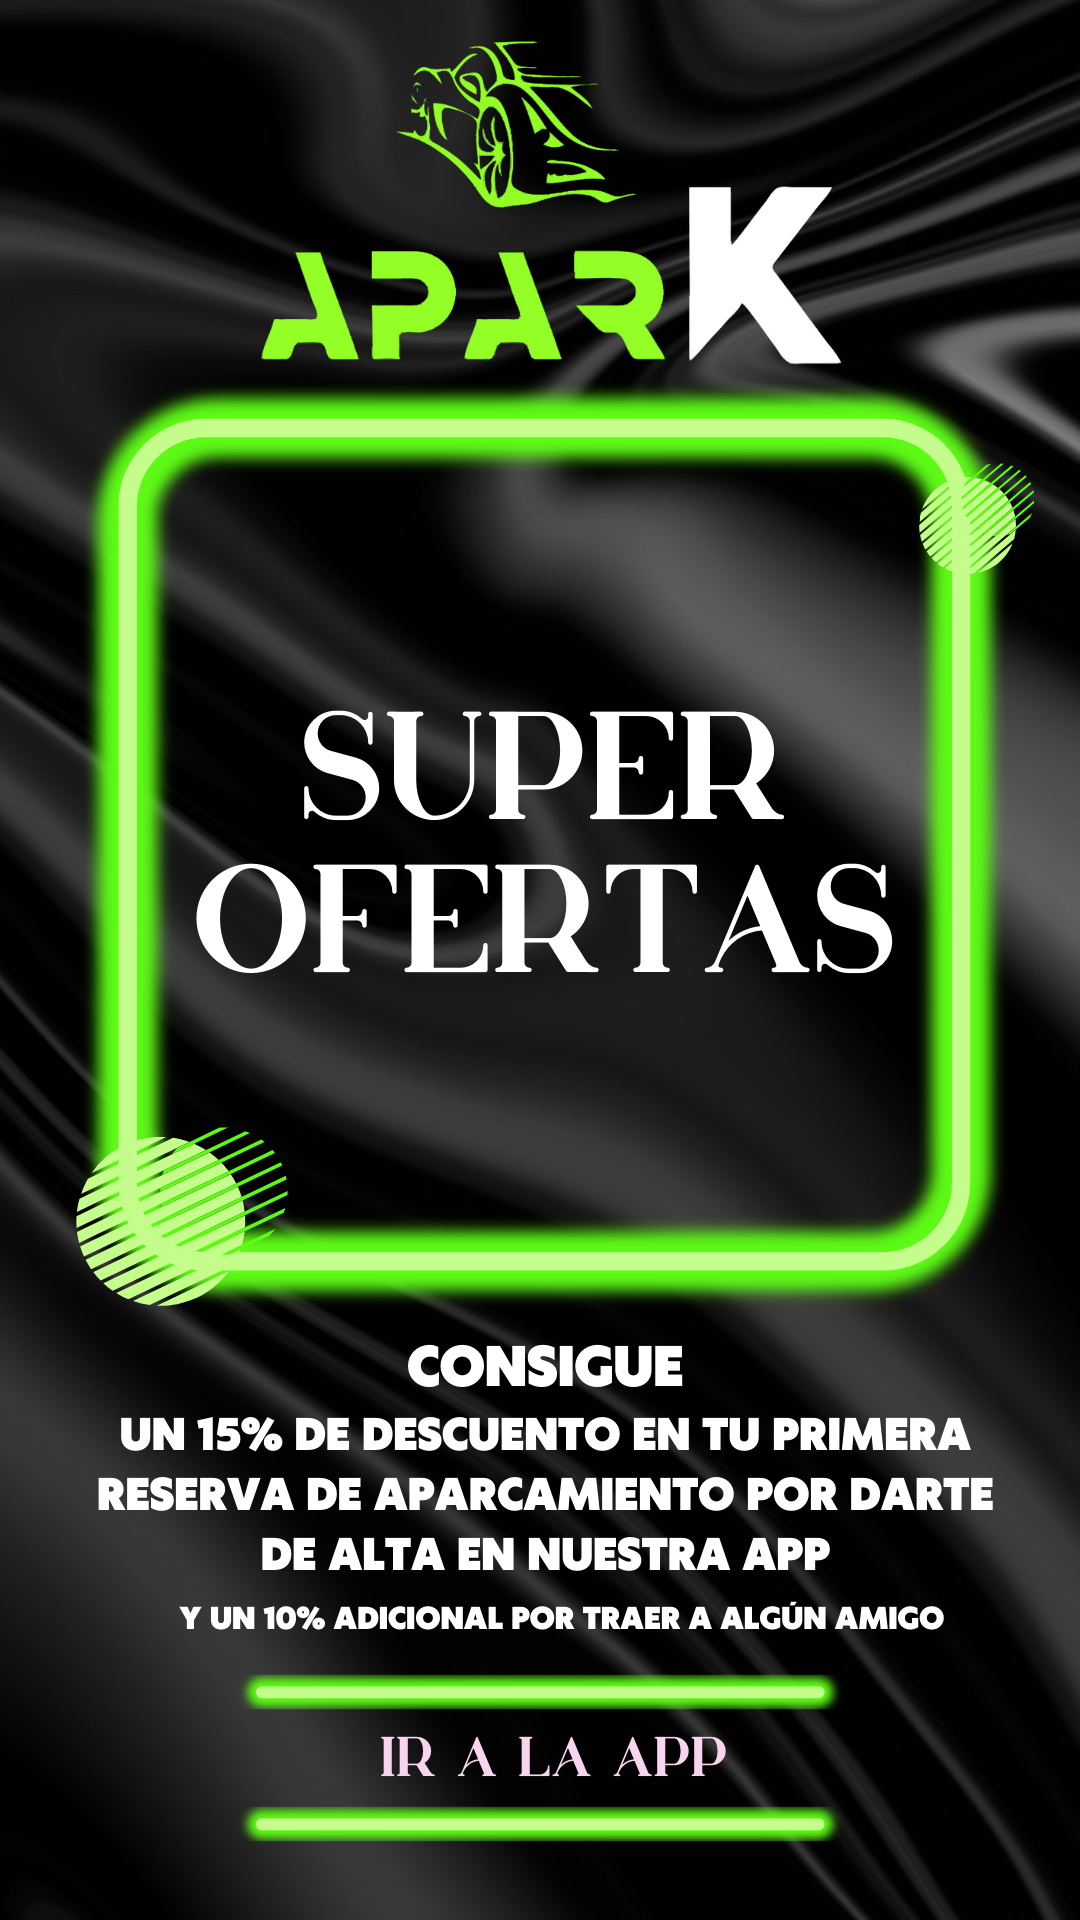 APARK
SUPER
OFERTAS
CONSIGUE
UN 15% DE DESCUENTO EN TU PRIMERA
RESERVA DE APARCAMIENTO POR DARTE
DE ALTA EN NUESTRA APP
Y UN 10% ADICIONAL POR TRAER A ALGÚN AMIGO
IR A LA APP